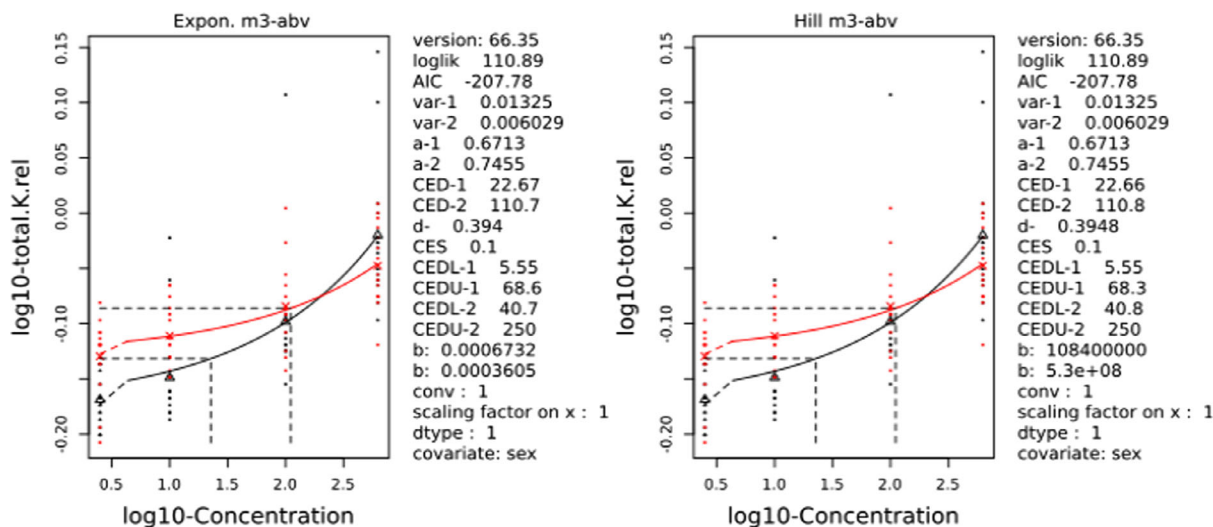 Expon. m3-abv
0.15
0.10
0.05
0.00
-0.10
-0.20
log10-total.K.rel
0.5 1.0 1.5 2.0 2.5
log10-Concentration
version: 66.35
loglik 110.89
AIC -207.78
var-1 0.01325
var-2 0.006029
a-1 0.6713
a-2 0.7455
CED-1 22.67
CED-2 110.7
d- 0.394
CES 0.1
CEDL-1 5.55
CEDU-1 68.6
CEDL-2 40.7
CEDU-2 250
b: 0.0006732
b: 0.0003605
conv : 1
scaling factor on x : 1
dtype : 1
covariate: sex
Hill m3-abv
0.15
0.10
0.05
0.00
-0.10
-0.20
log10-total.K.rel
0.5 1.0 1.5 2.0 2.5
log10-Concentration
version: 66.35
loglik 110.89
AIC -207.78
var-1 0.01325
var-2 0.006029
a-1 0.6713
a-2 0.7455
CED-1 22.66
CED-2 110.8
d- 0.3948
CES 0.1
CEDL-1 5.55
CEDU-1 68.3
CEDL-2 40.8
CEDU-2 250
b: 108400000
b: 5.3e+08
conv : 1
scaling factor on x : 1
dtype : 1
covariate: sex